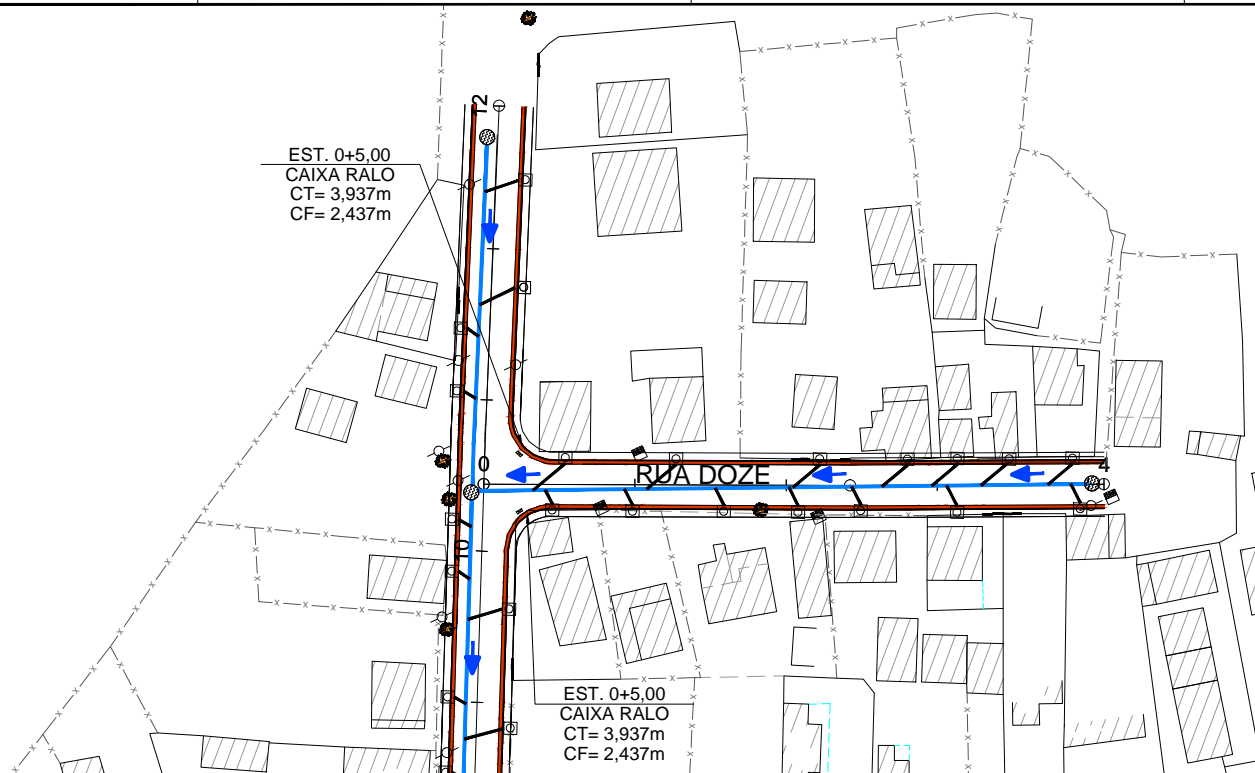 12
EST. 0+5,00
CAIXA RALO
CT= 3,937m
CF= 2,437m
0
RUA DOZE
4
10
EST. 0+5,00
CAIXA RALO
CT= 3,937m
CF= 2,437m